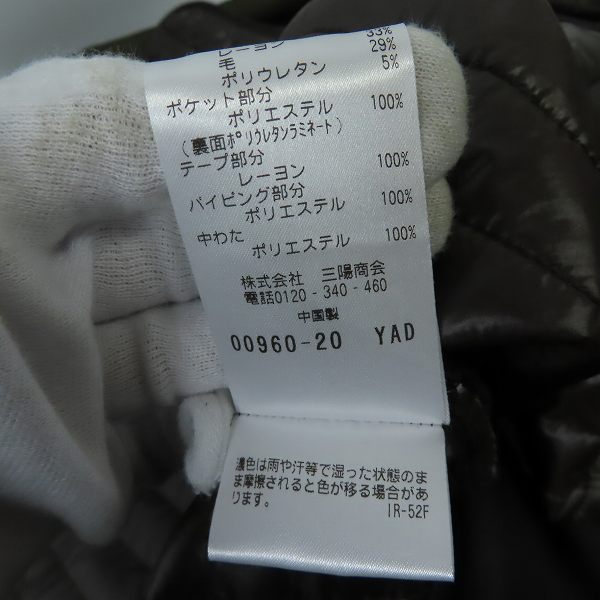 レーヨン 33%
毛 29%
ポリウレタン 5%
ポケット部分
ポリエステル 100%
(裏面ポリウレタンラミネート)
テープ部分
レーヨン 100%
パイピング部分
ポリエステル 100%
中わた
ポリエステル 100%
株式会社 三陽商会
電話0120-340-460
中国製
00960-20 YAD
濃色は雨や汗等で湿った状態のま
ま摩擦されると色が移る場合があ
ります。 IR-52F